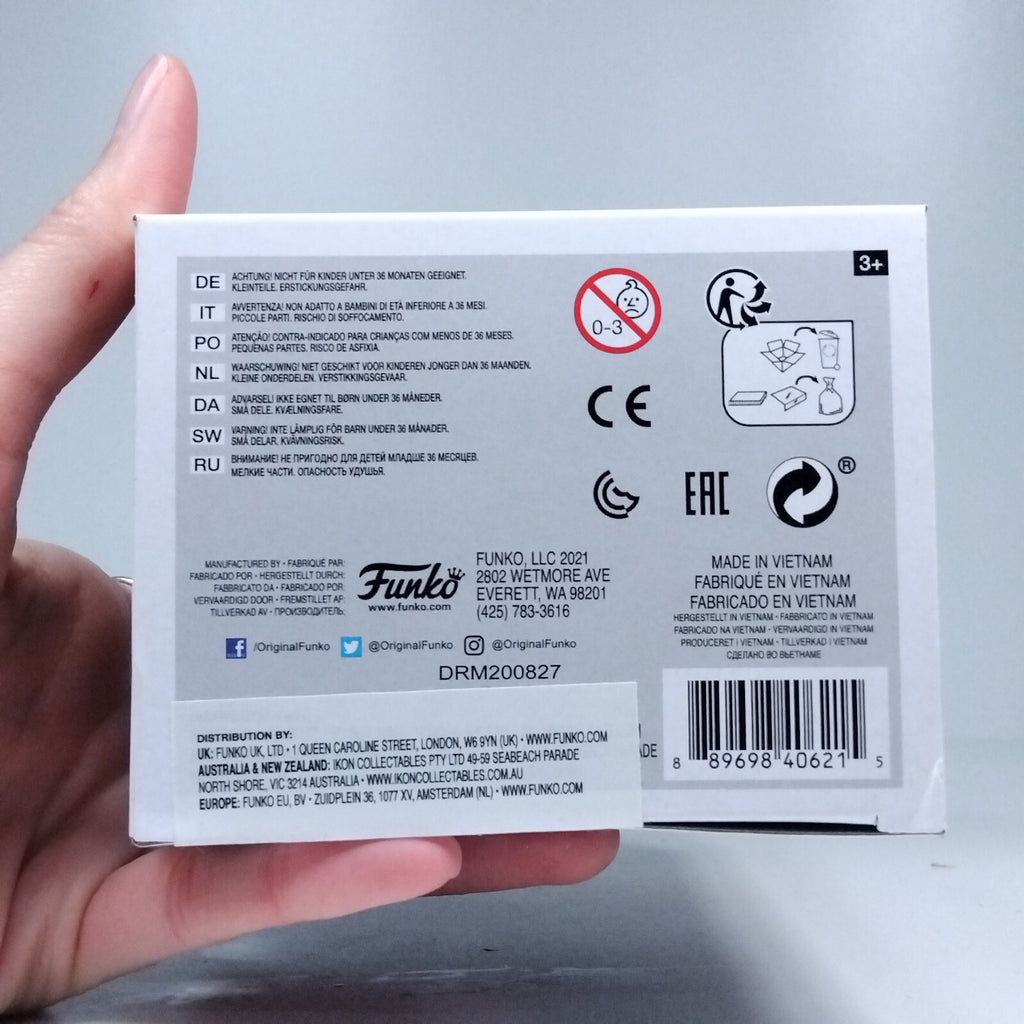 3+
DE ACHTUNG! NICHT FÜR KINDER UNTER 36 MONATEN GEEIGNET.
KLEINTEILE. ERSTICKUNGSGEFAHR.
IT AVVERTENZA! NON ADATTO A BAMBINI DI ETÀ INFERIORE A 36 MESI.
PICCOLE PARTI. RISCHIO DI SOFFOCAMENTO.
PO ATENÇÃO! CONTRA-INDICADO PARA CRIANÇAS COM MENOS DE 36 MESES.
PEQUENAS PARTES. RISCO DE ASFIXIA.
NL WAARSCHUWING! NIET GESCHIKT VOOR KINDEREN JONGER DAN 36 MAANDEN.
KLEINE ONDERDELEN. VERSTIKKINGSGEVAAR.
DA ADVARSEL! IKKE EGNET TIL BØRN UNDER 36 MÅNEDER.
SMÅ DELE. KVÆLNINGSFARE.
SW VARNING! INTE LÄMPLIG FÖR BARN UNDER 36 MÅNADER.
SMÅ DELAR. KVÄVNINGSRISK.
RU ВНИМАНИЕ! НЕ ПРИГОДНО ДЛЯ ДЕТЕЙ МЛАДШЕ 36 МЕСЯЦЕВ.
МЕЛКИЕ ЧАСТИ. ОПАСНОСТЬ УДУШЬЯ.
0-3
CE
EAC
®
MANUFACTURED BY • FABRIQUÉ PAR:
FABRICADO POR • HERGESTELLT DURCH:
FABBRICATO DA • FABRICADO POR:
VERVAARDIGD DOOR • FREMSTILLET AF:
TILLVERKAD AV • ПРОИЗВОДИТЕЛЬ:
Funko
www.funko.com
FUNKO, LLC 2021
2802 WETMORE AVE
EVERETT, WA 98201
(425) 783-3616
MADE IN VIETNAM
FABRIQUÉ EN VIETNAM
FABRICADO EN VIETNAM
HERGESTELLT IN VIETNAM • FABBRICATO IN VIETNAM
FABRICADO NA VIETNAM • VERVAARDIGD IN VIETNAM
PRODUCERET I VIETNAM • TILLVERKAD I VIETNAM
СДЕЛАНО ВО ВЬЕТНАМЕ
f /OriginalFunko @OriginalFunko @OriginalFunko
DRM200827
DISTRIBUTION BY:
UK: FUNKO UK, LTD • 1 QUEEN CAROLINE STREET, LONDON, W6 9YN (UK) • WWW.FUNKO.COM
AUSTRALIA & NEW ZEALAND: IKON COLLECTABLES PTY LTD 49-59 SEABEACH PARADE
NORTH SHORE, VIC 3214 AUSTRALIA • WWW.IKONCOLLECTABLES.COM.AU
EUROPE: FUNKO EU, BV • ZUIDPLEIN 36, 1077 XV, AMSTERDAM (NL) • WWW.FUNKO.COM
8 89698 40621 5